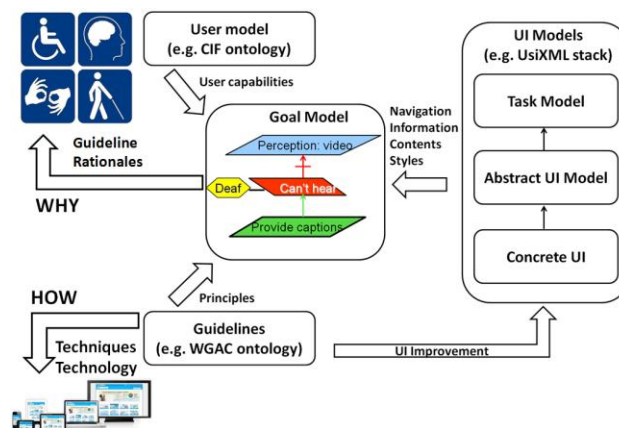 User model
(e.g. CIF ontology)
UI Models
(e.g. UsiXML stack)
User capabilities
Task Model
Goal Model
Navigation
Information
Contents
Styles
Perception: video
Guideline
Rationales
Deaf
Can't hear
Abstract UI Model
WHY
Provide captions
Concrete UI
HOW
Principles
Guidelines
(e.g. WGAC ontology)
Techniques
Technology
UI Improvement